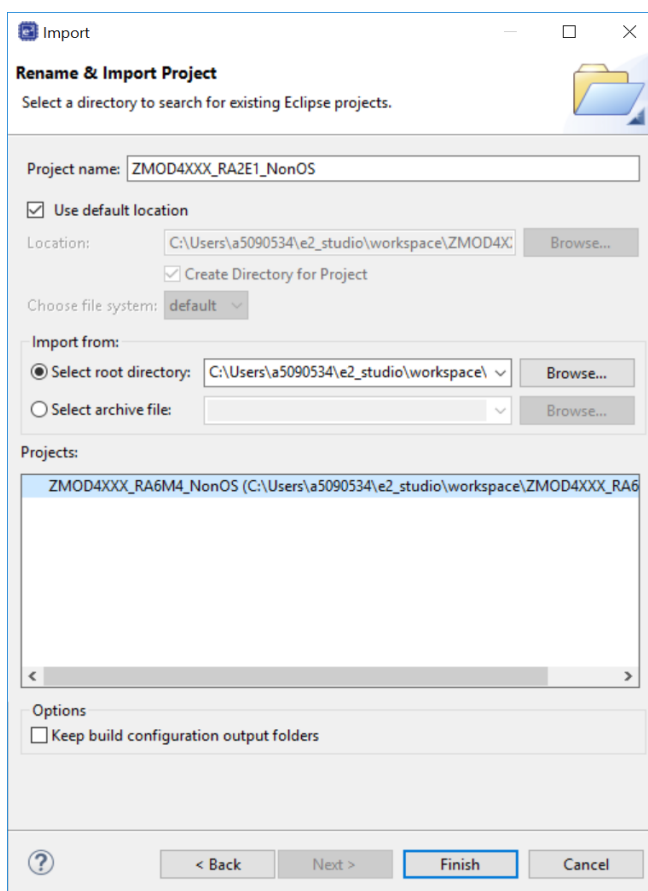 Import
Rename & Import Project
Select a directory to search for existing Eclipse projects.
Project name: ZMOD4XXX_RA2E1_NonOS
Use default location
Location: C:\Users\a5090534\e2_studio\workspace\ZMOD4X Browse...
Create Directory for Project
Choose file system: default
Import from:
Select root directory: C:\Users\a5090534\e2_studio\workspace\ Browse...
Select archive file: Browse...
Projects:
ZMOD4XXX_RA6M4_NonOS (C:\Users\a5090534\e2_studio\workspace\ZMOD4XXX_RA6
Options
Keep build configuration output folders
? < Back Next > Finish Cancel